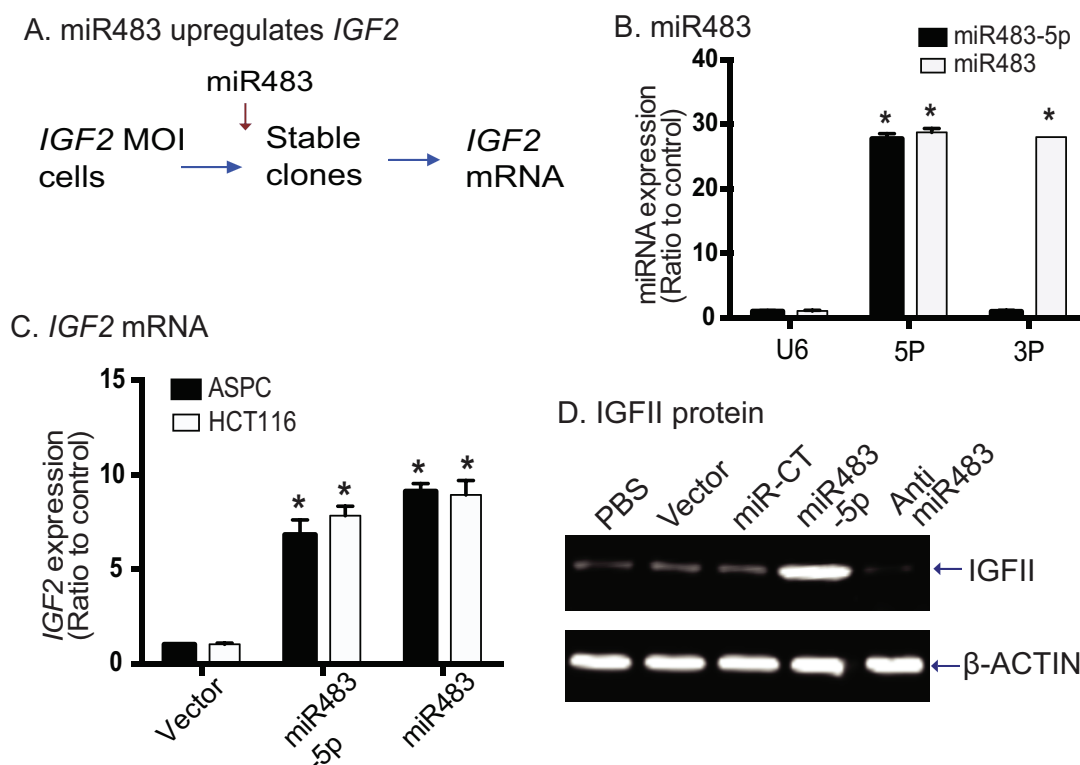 A. miR483 upregulates IGF2
miR483
IGF2 MOI
cells
Stable
clones
IGF2
mRNA
B. miR483
miR483-5p
miR483
miRNA expression
(Ratio to control)
40
30
20
10
0
* * *
U6 5P 3P
C. IGF2 mRNA
ASPC
HCT116
IGF2 expression
(Ratio to control)
15
10
5
0
* * * *
Vector
miR483
-5p
miR483
D. IGFII protein
PBS
Vector
miR-CT
miR483
-5p
Anti
miR483
IGFII
β-ACTIN